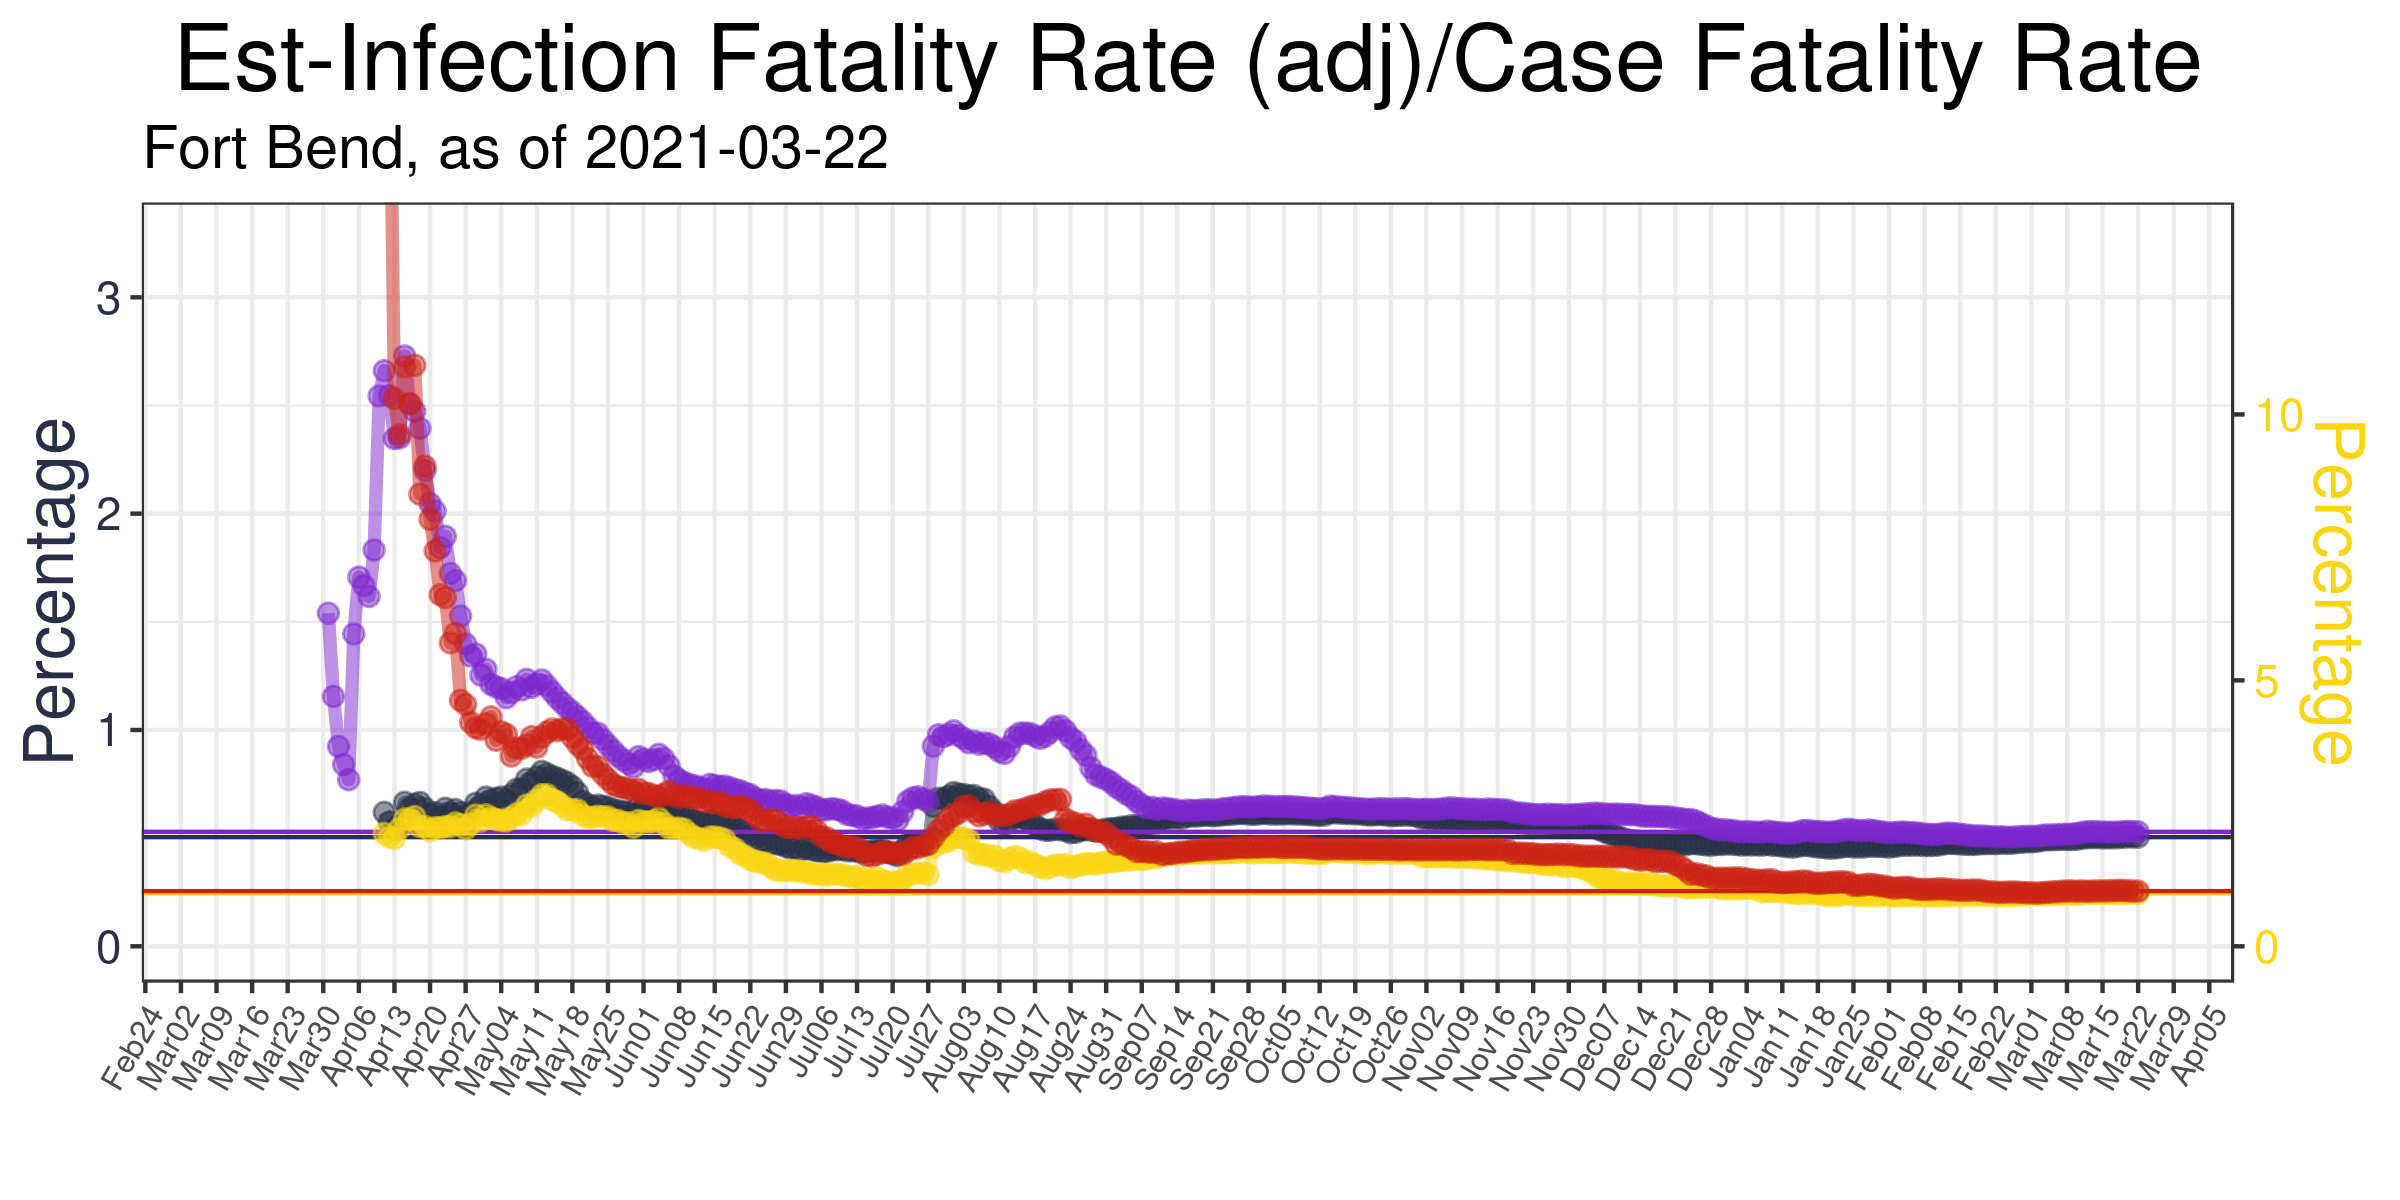 Est-Infection Fatality Rate (adj)/Case Fatality Rate
Fort Bend, as of 2021-03-22
Percentage
3
2
1
0
10
5
0
Percentage
Feb24
Mar02
Mar09
Mar16
Mar23
Mar30
Apr06
Apr13
Apr20
Apr27
May04
May11
May18
May25
Jun01
Jun08
Jun15
Jun22
Jun29
Jul06
Jul13
Jul20
Jul27
Aug03
Aug10
Aug17
Aug24
Aug31
Sep07
Sep14
Sep21
Sep28
Oct05
Oct12
Oct19
Oct26
Nov02
Nov09
Nov16
Nov23
Nov30
Dec07
Dec14
Dec21
Dec28
Jan04
Jan11
Jan18
Jan25
Feb01
Feb08
Feb15
Feb22
Mar01
Mar08
Mar15
Mar22
Mar29
Apr05